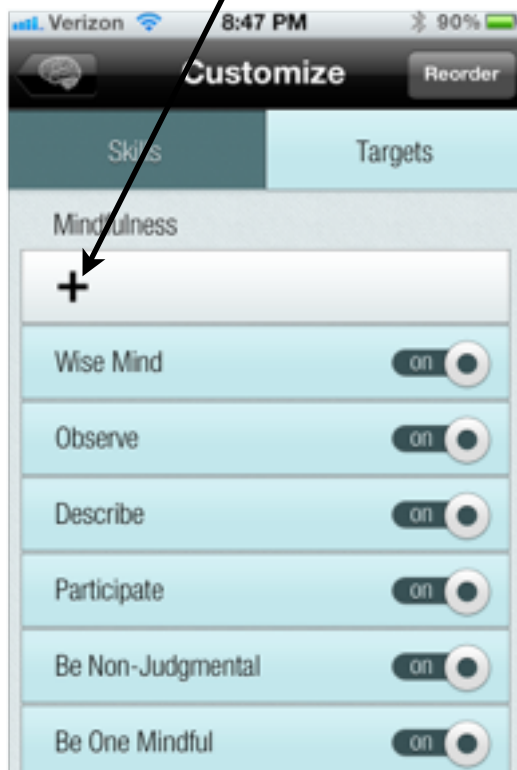 Verizon 8:47 PM 90%
Customize Reorder
Skills Targets
Mindfulness
+
Wise Mind on
Observe on
Describe on
Participate on
Be Non-Judgmental on
Be One Mindful on